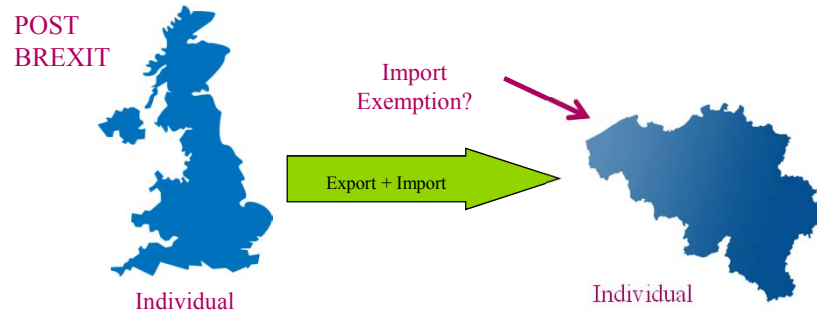 POST
BREXIT
Import
Exemption?
Export + Import
Individual
Individual